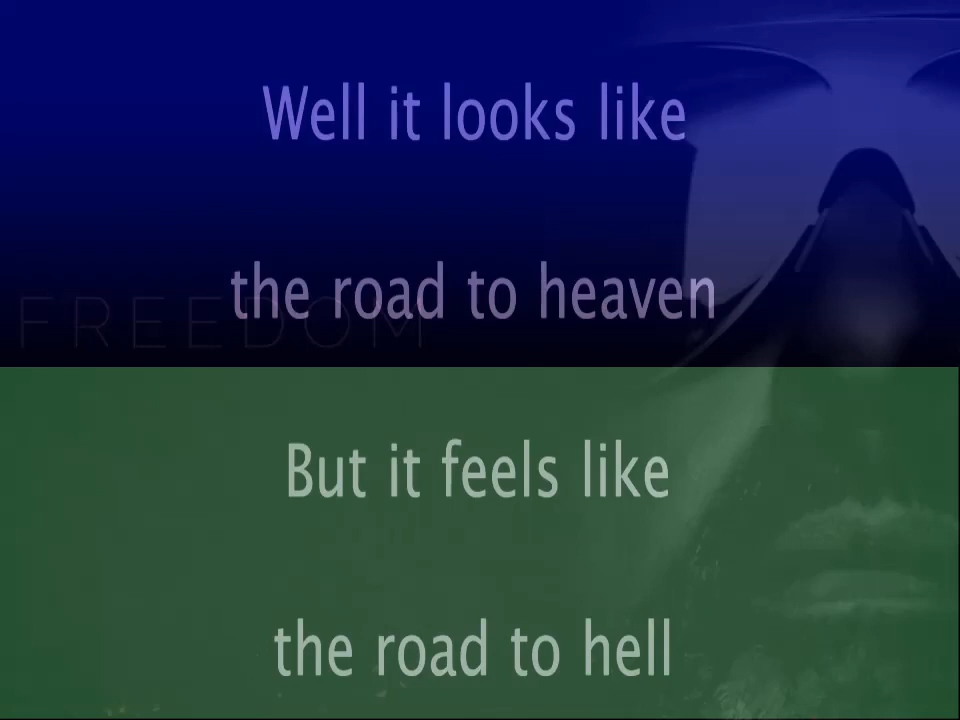 Well it looks like
the road to heaven
FREEDOM
But it feels like
the road to hell